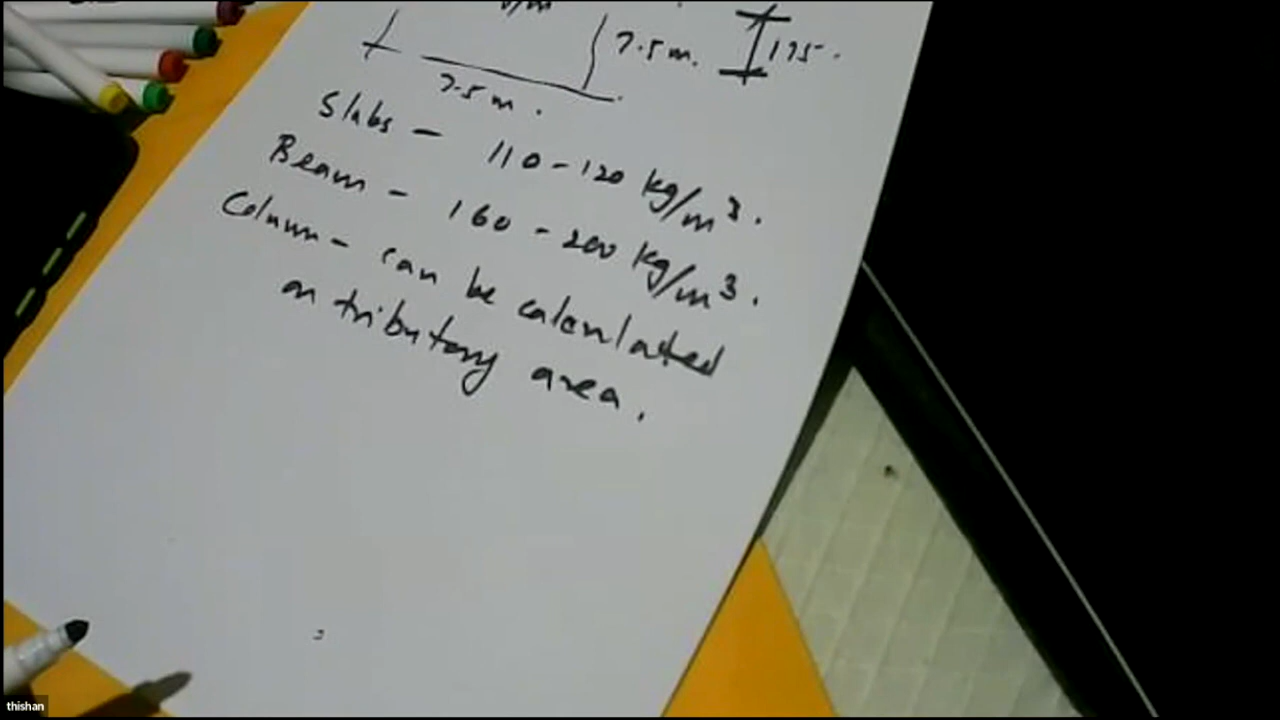 /m
7.5m. 175.
7.5m.
Slabs - 110-120 kg/m³.
Beam - 160 - 200 kg/m³.
Column - can be calculated
on tributary area.
thishan